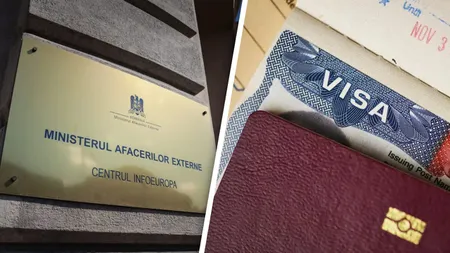 MINISTERUL AFACERILOR EXTERNE
CENTRUL INFOEUROPA
NOV 3
VISA
Issuing Post Name